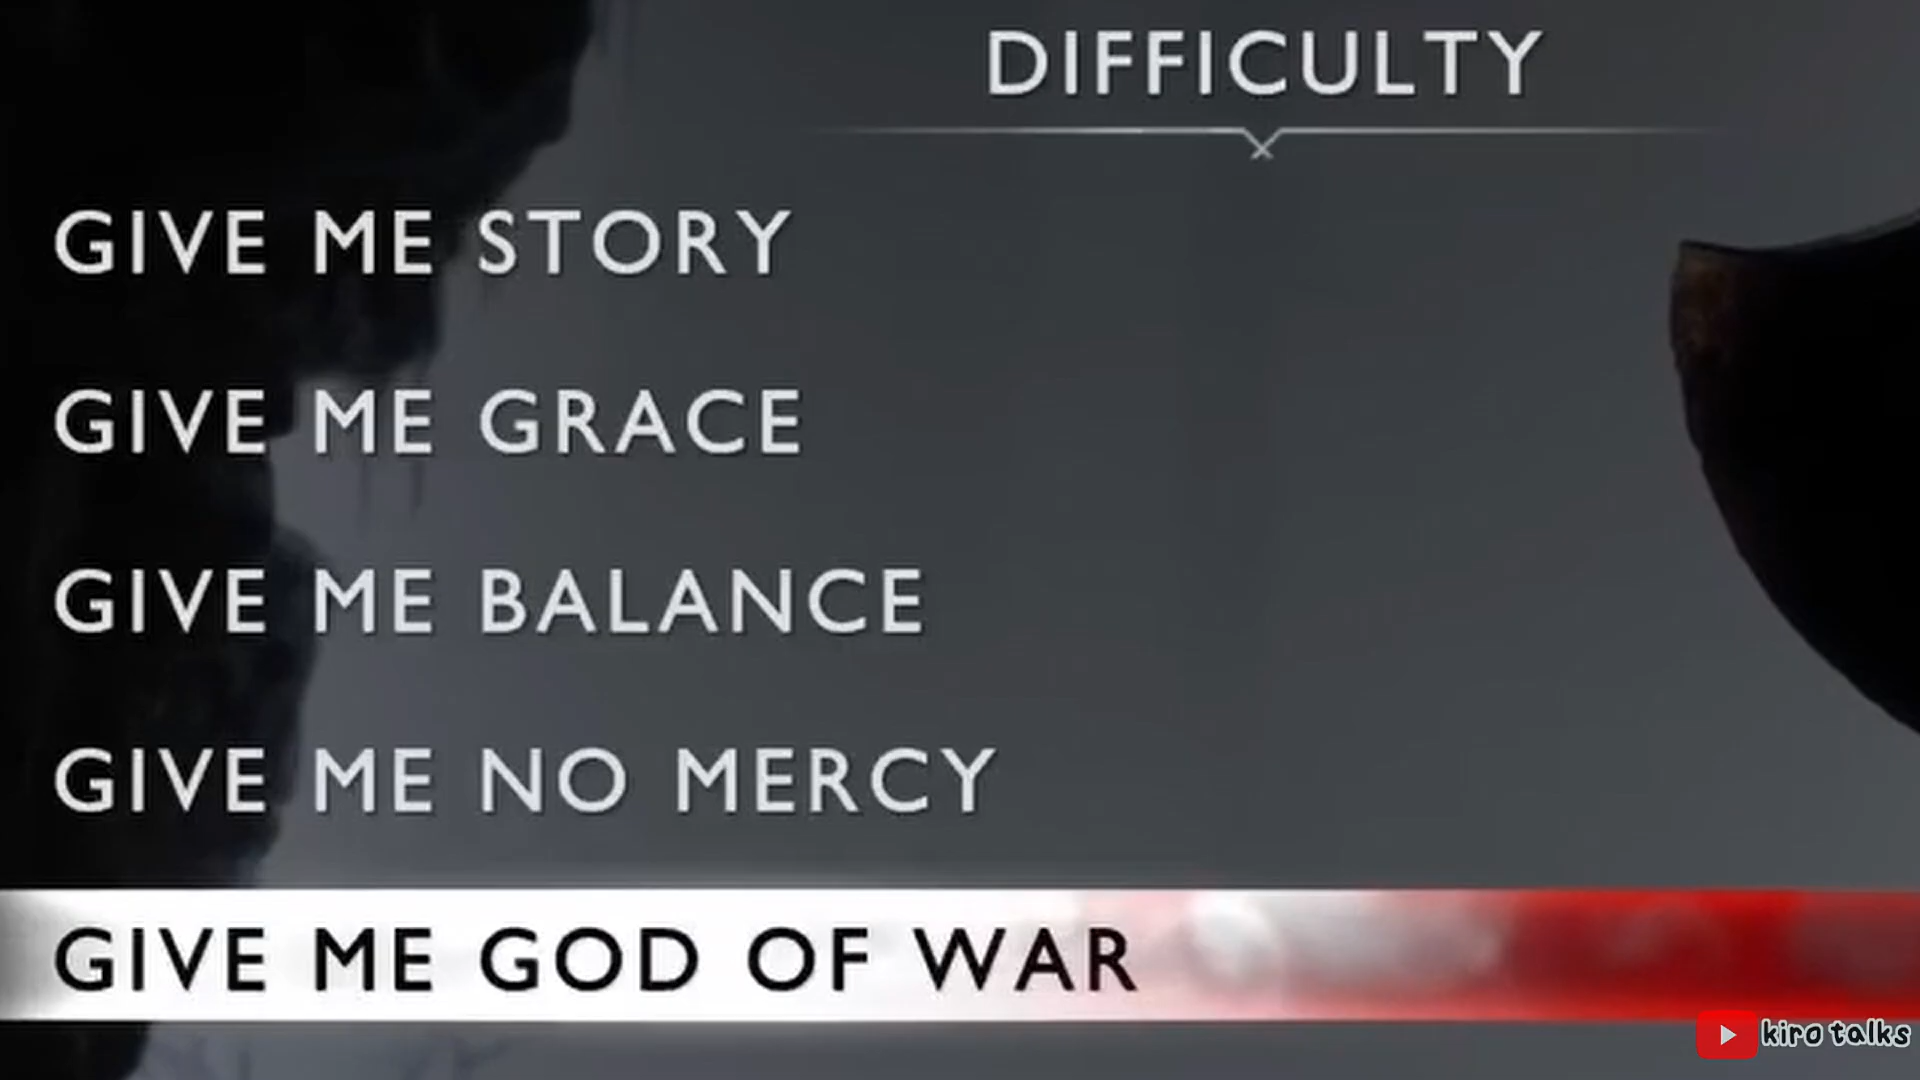 DIFFICULTY
GIVE ME STORY
GIVE ME GRACE
GIVE ME BALANCE
GIVE ME NO MERCY
GIVE ME GOD OF WAR
kiro talks